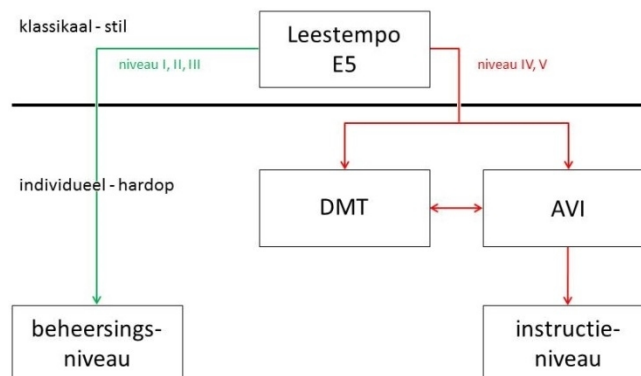 klassikaal - stil
Leestempo
E5
niveau I, II, III
niveau IV, V
individueel - hardop
DMT
AVI
beheersings-
niveau
instructie-
niveau